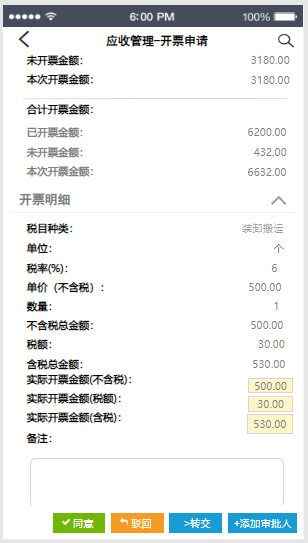 6:00 PM 100%
应收管理-开票申请
未开票金额: 3180.00
本次开票金额: 3180.00
合计开票金额:
已开票金额: 6200.00
未开票金额: 432.00
本次开票金额: 6632.00
开票明细
税目种类: 装卸搬运
单位: 个
税率(%): 6
单价（不含税）: 500.00
数量: 1
不含税总金额: 500.00
税额: 30.00
含税总金额: 530.00
实际开票金额(不含税): 500.00
实际开票金额(税额): 30.00
实际开票金额(含税): 530.00
备注:
同意 驳回 >转交 +添加审批人